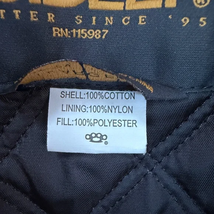 TTER SINCE '95
RN:115987
SHELL:100%COTTON
LINING:100%NYLON
FILL:100%POLYESTER